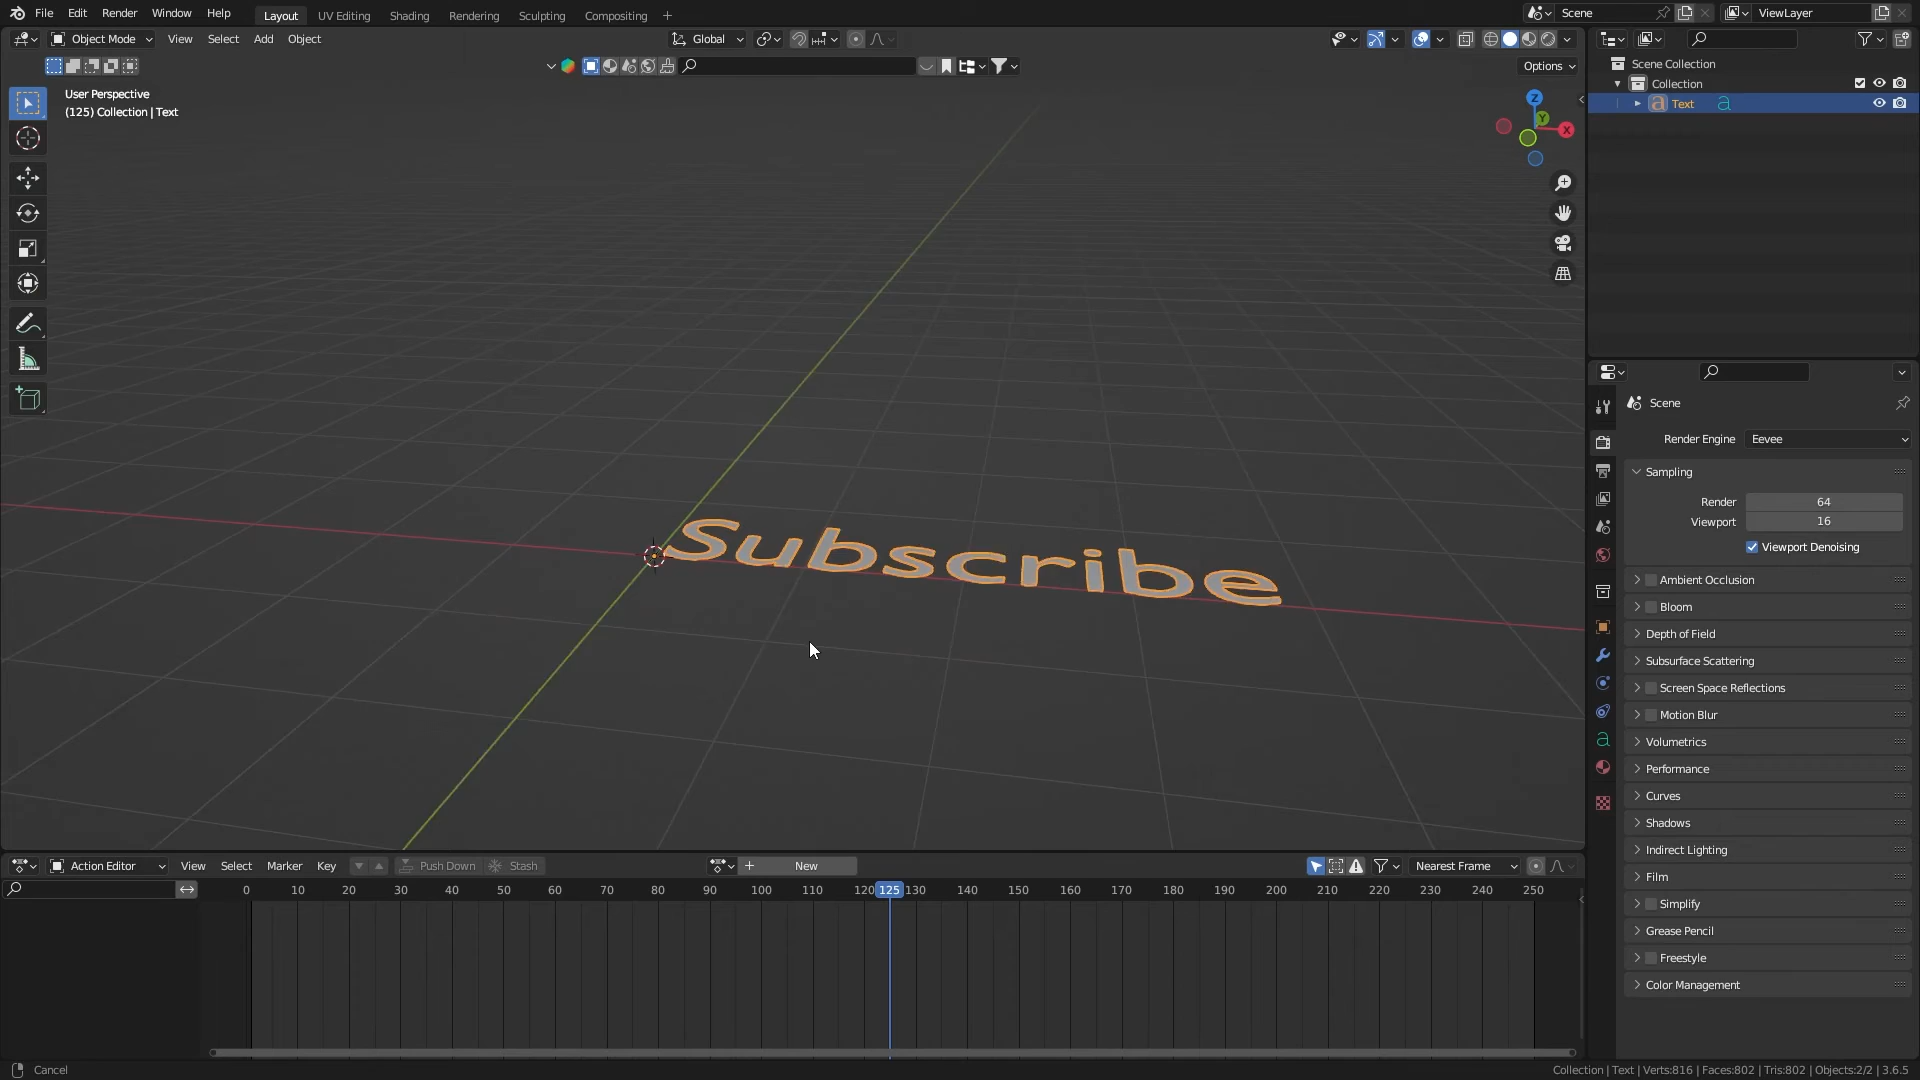 File Edit Render Window Help Layout UV Editing Shading Rendering Sculpting Compositing + Scene ViewLayer
Object Mode View Select Add Object Global
Options
User Perspective
(125) Collection | Text
Z
Y
X
Scene Collection
Collection
Text
Subscribe
Scene
Render Engine Eevee
Sampling
Render 64
Viewport 16
Viewport Denoising
Ambient Occlusion
Bloom
Depth of Field
Subsurface Scattering
Screen Space Reflections
Motion Blur
Volumetrics
Performance
Curves
Shadows
Indirect Lighting
Film
Simplify
Grease Pencil
Freestyle
Color Management
Action Editor View Select Marker Key Push Down Stash + New Nearest Frame
0 10 20 30 40 50 60 70 80 90 100 110 120 125 130 140 150 160 170 180 190 200 210 220 230 240 250
Cancel
Collection | Text | Verts:816 | Faces:802 | Tris:802 | Objects:2/2 | 3.6.5